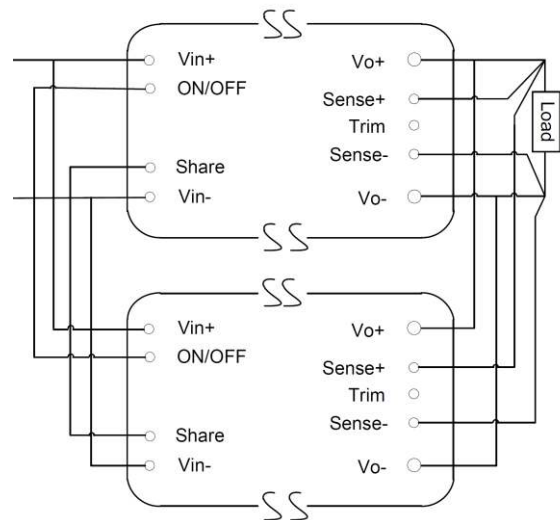 Vin+
ON/OFF
Share
Vin-
Vo+
Sense+
Trim
Sense-
Vo-
Load
Vin+
ON/OFF
Share
Vin-
Vo+
Sense+
Trim
Sense-
Vo-